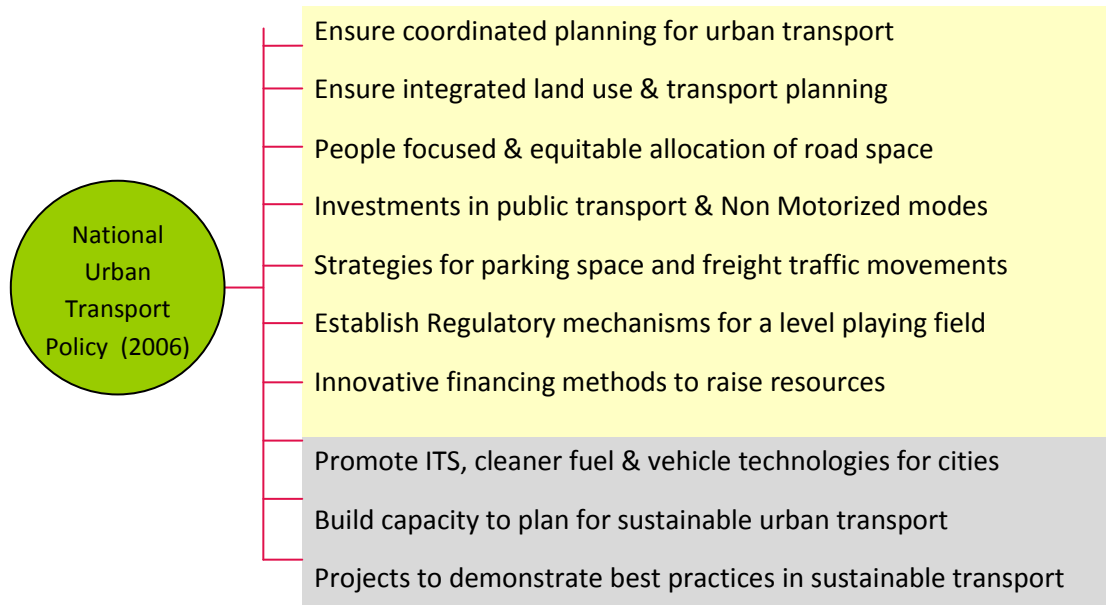 Ensure coordinated planning for urban transport
Ensure integrated land use & transport planning
People focused & equitable allocation of road space
Investments in public transport & Non Motorized modes
National
Urban
Transport
Policy (2006)
Strategies for parking space and freight traffic movements
Establish Regulatory mechanisms for a level playing field
Innovative financing methods to raise resources
Promote ITS, cleaner fuel & vehicle technologies for cities
Build capacity to plan for sustainable urban transport
Projects to demonstrate best practices in sustainable transport